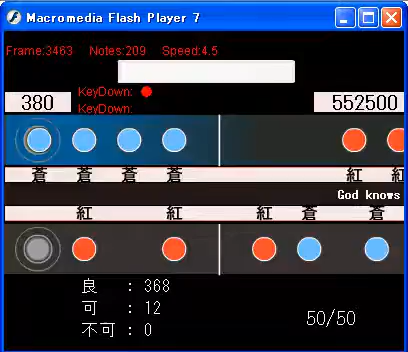 Macromedia Flash Player 7
Frame:3463 Notes:209 Speed:4.5
380 KeyDown: 552500
KeyDown:
蒼 蒼 蒼 蒼 紅 紅
God knows
紅 紅 紅 蒼 蒼
良 : 368
可 : 12
不可 : 0
50/50